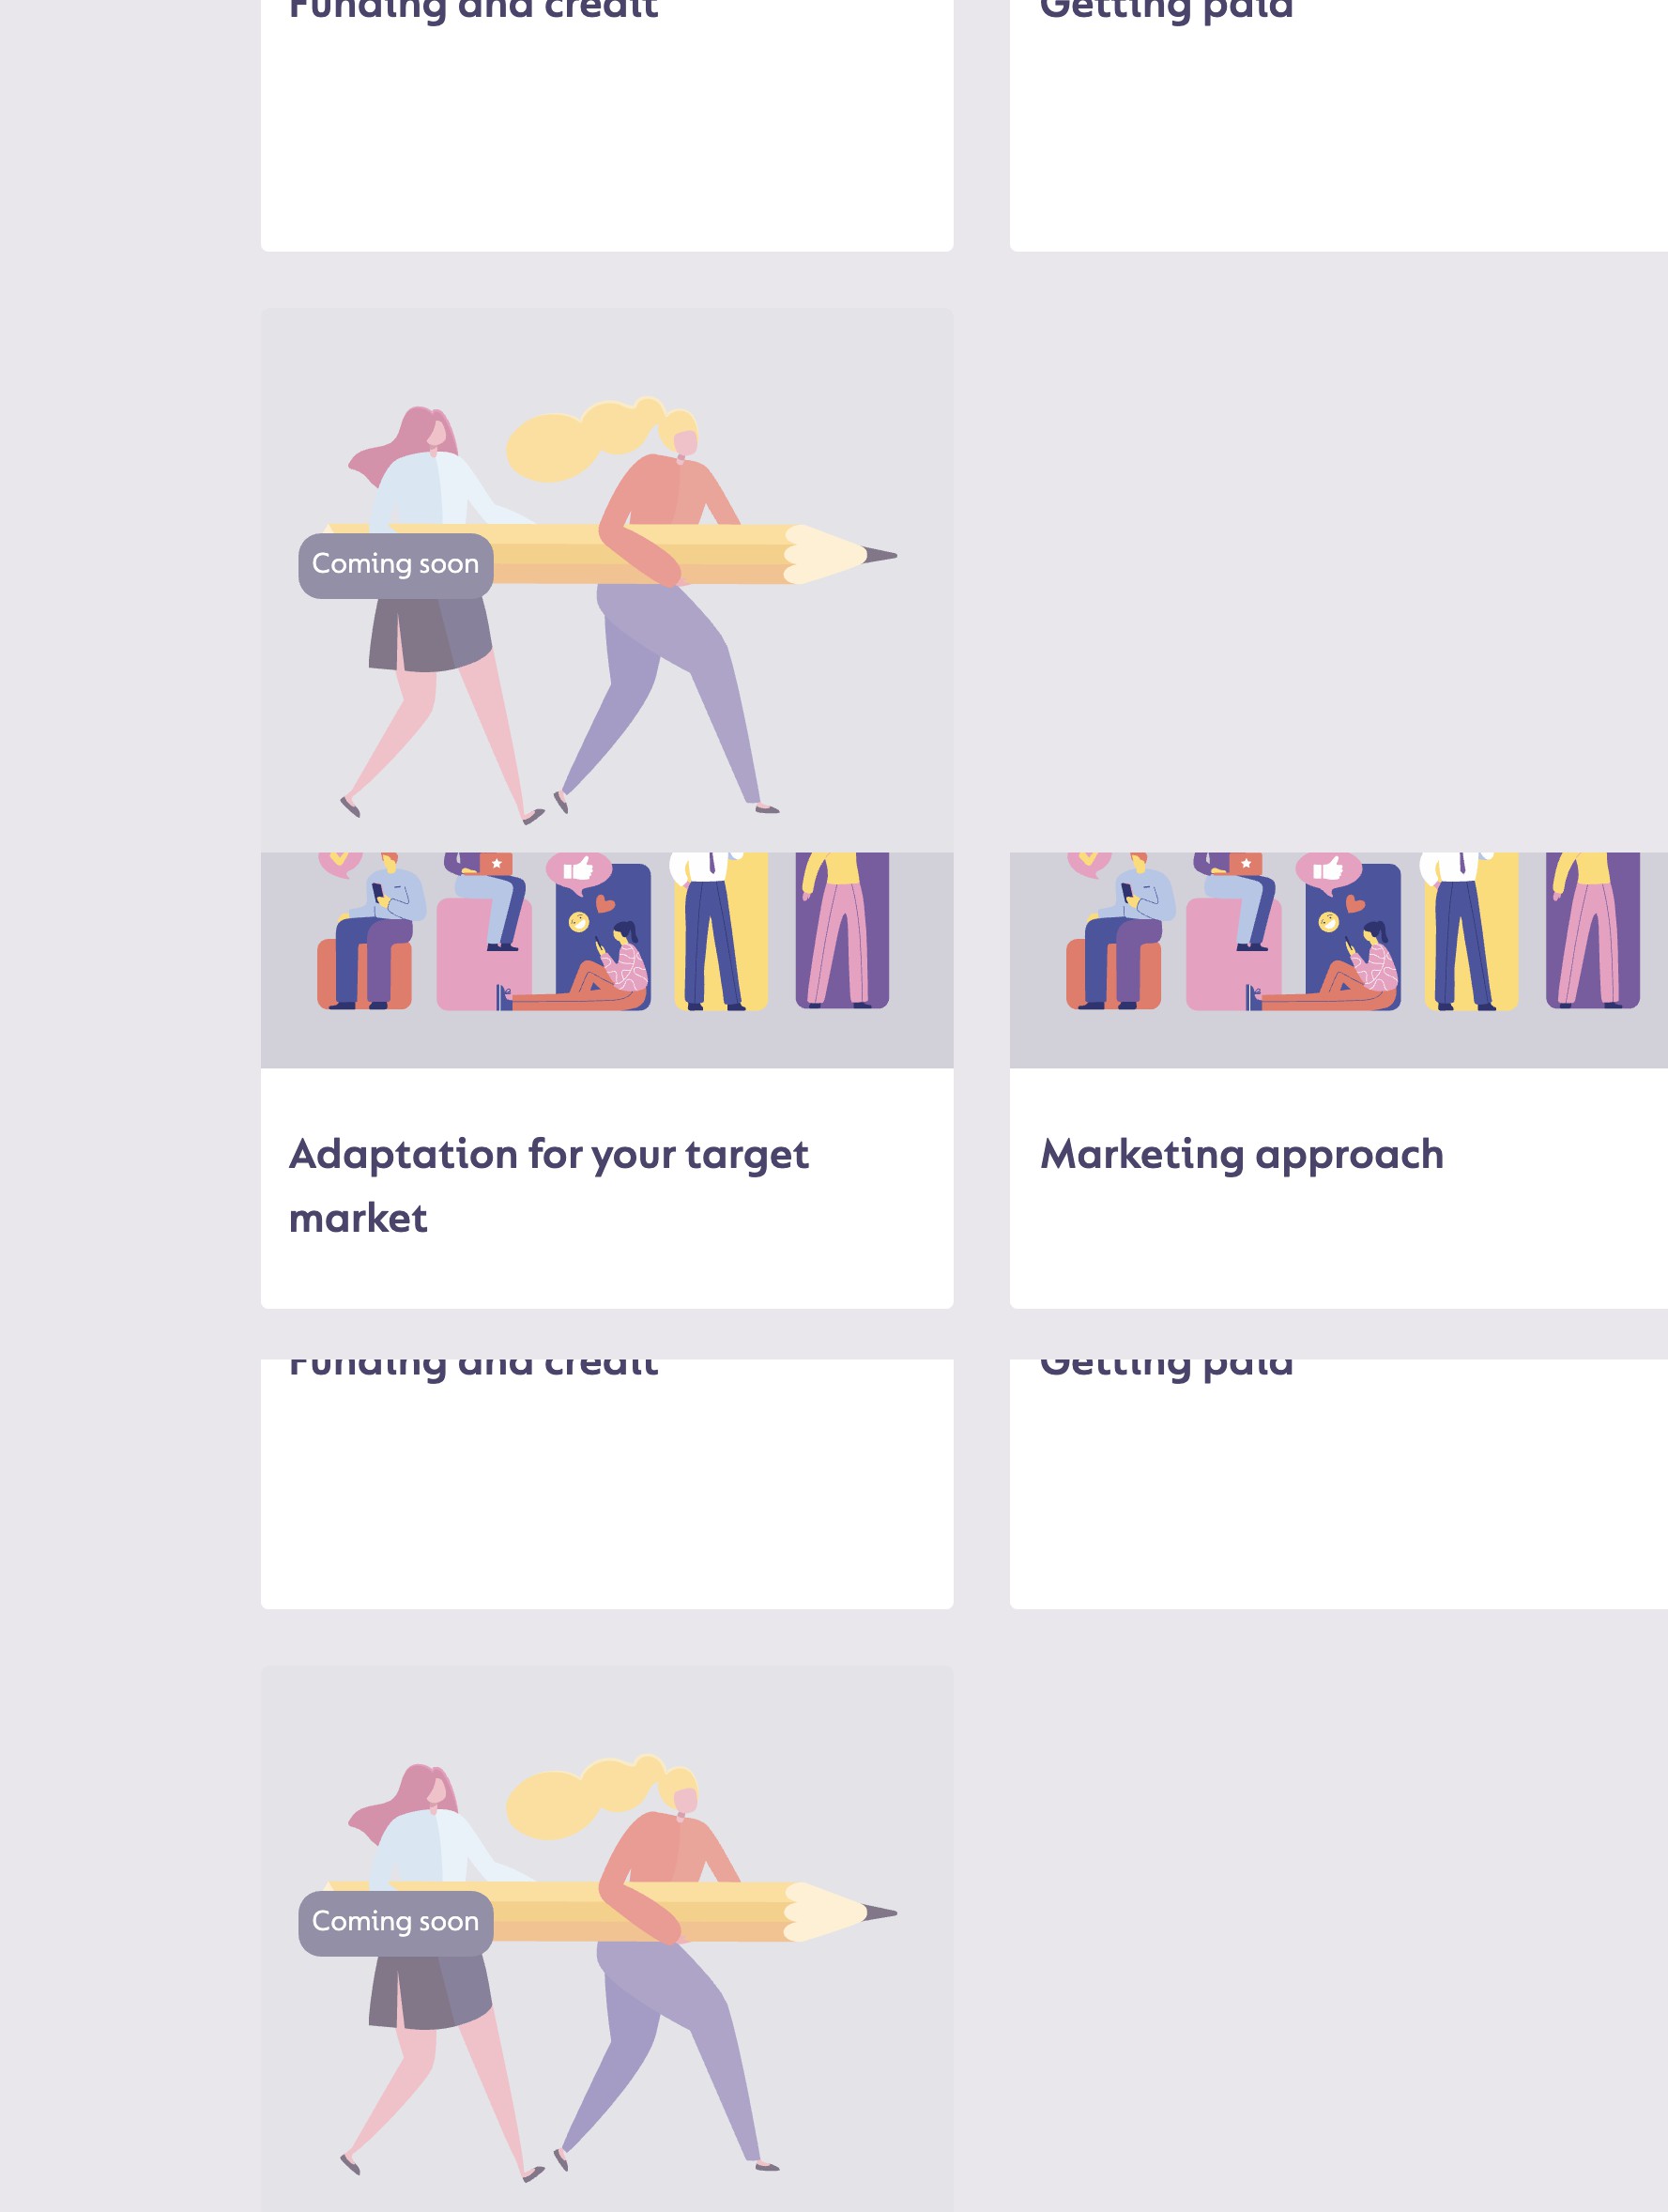 Funding and credit
Getting paid
Coming soon
Adaptation for your target
market
Marketing approach
Funding and credit
Getting paid
Coming soon